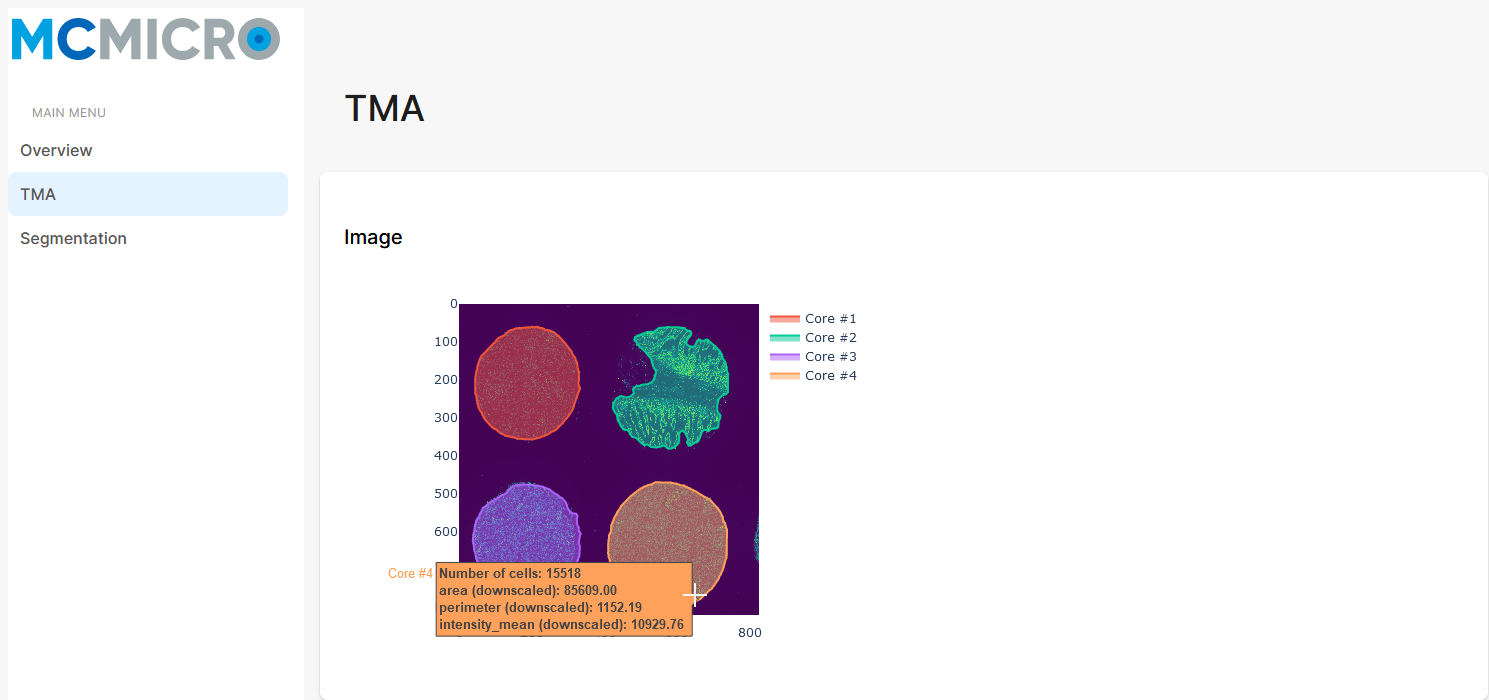 MCMICRO
MAIN MENU
Overview
TMA
Segmentation
TMA
Image
0
100
200
300
400
500
600
Core #1
Core #2
Core #3
Core #4
Core #4
Number of cells: 15518
area (downscaled): 85609.00
perimeter (downscaled): 1152.19
intensity_mean (downscaled): 10929.76
800